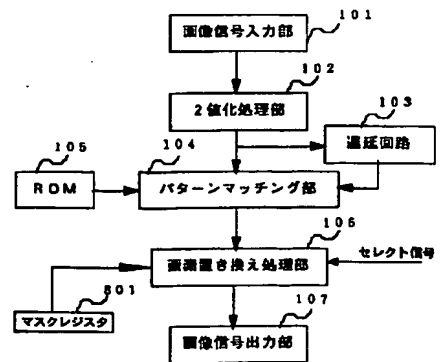 101
画像信号入力部
102
2値化処理部
103
遅延回路
105
104
ROM
パターンマッチング部
106
画素置き換え処理部
セレクト信号
801
マスクレジスタ
107
画像信号出力部